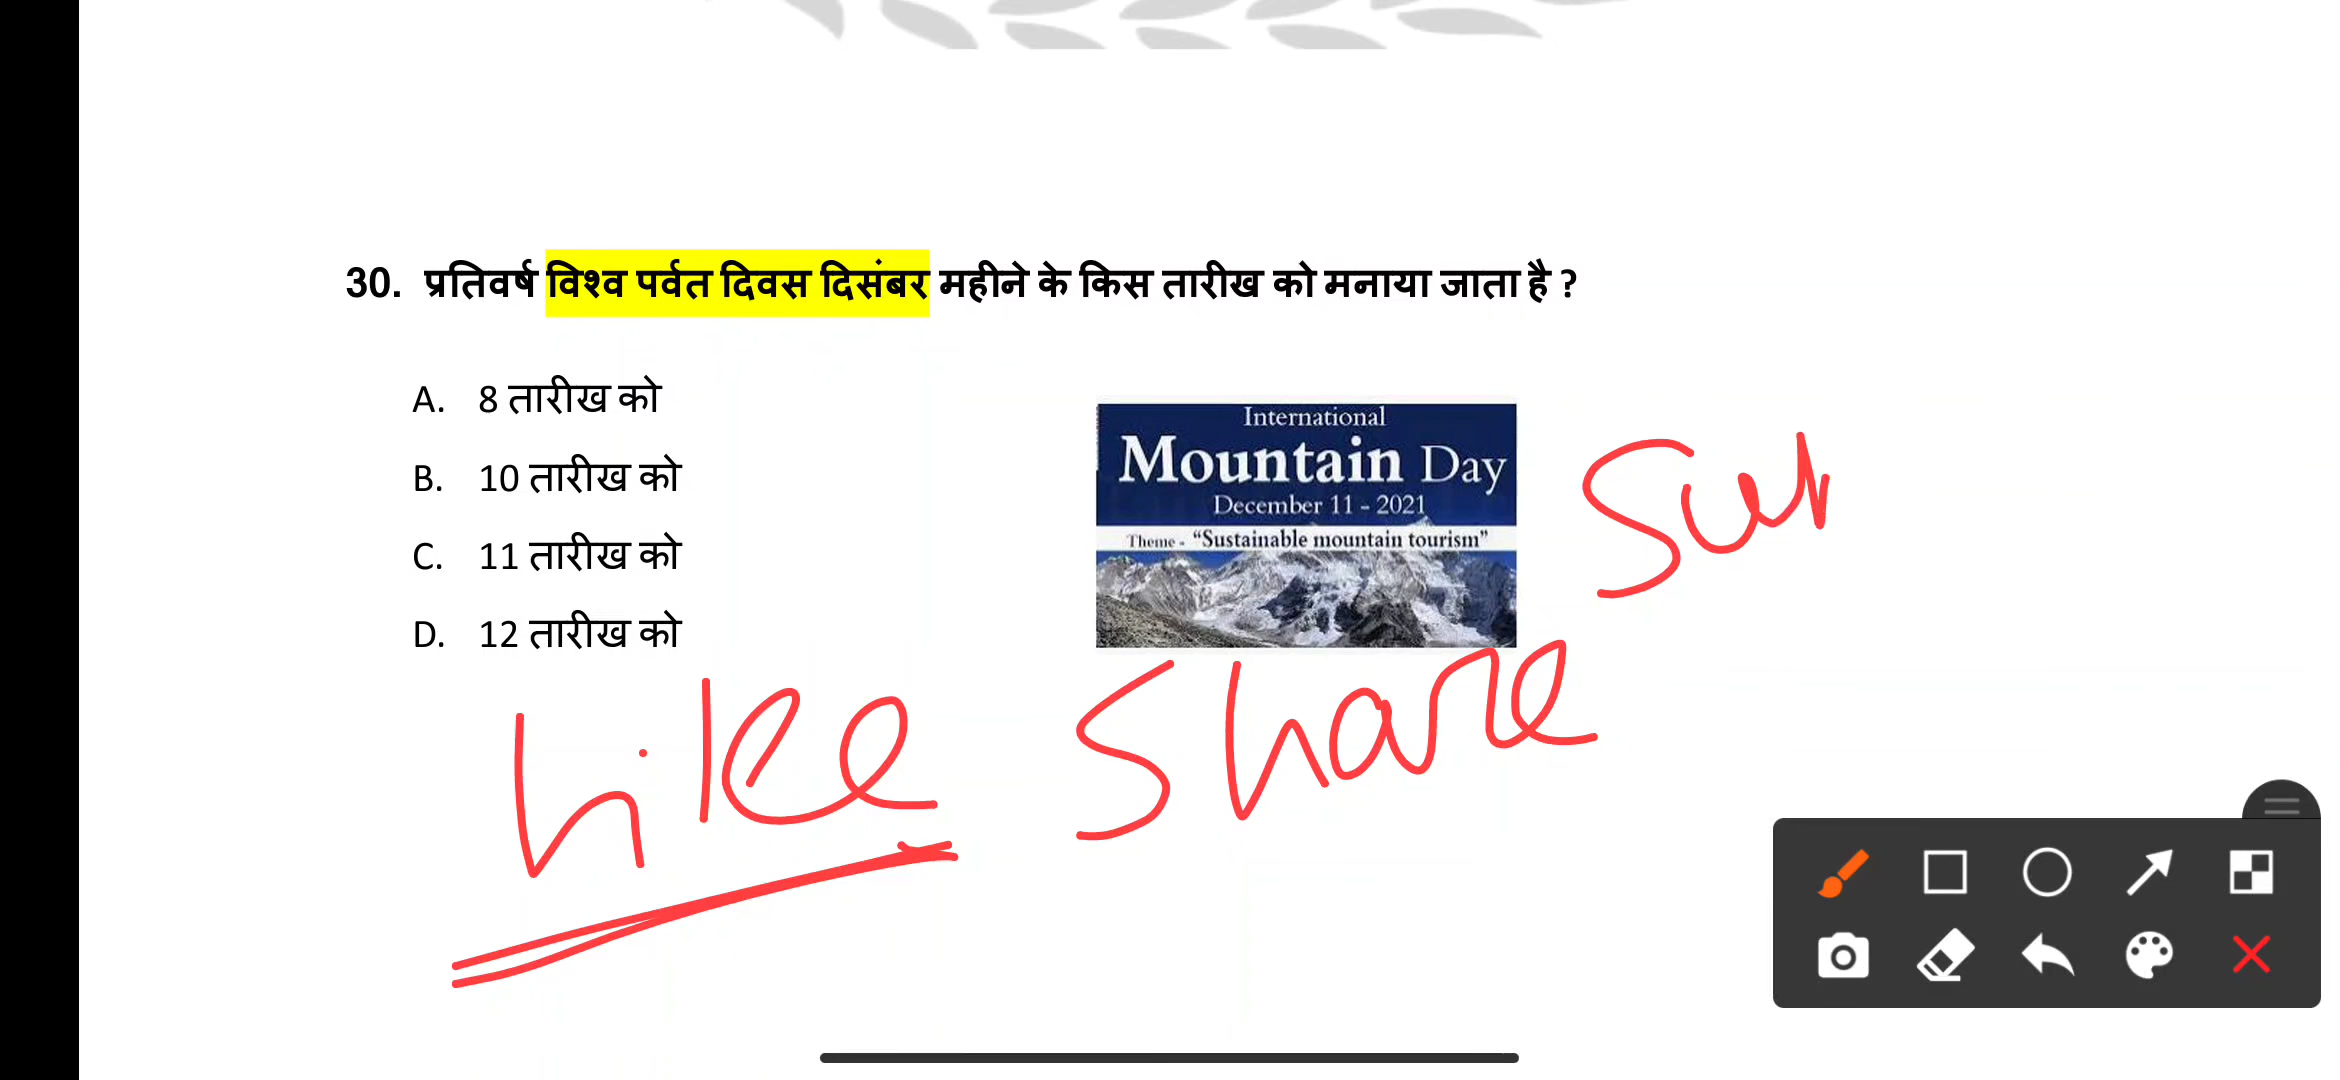 30. प्रतिवर्ष विश्व पर्वत दिवस दिसंबर महीने के किस तारीख को मनाया जाता है ?
A. 8 तारीख को
B. 10 तारीख को
C. 11 तारीख को
D. 12 तारीख को
International
Mountain Day
December 11 - 2021
Theme - “Sustainable mountain tourism”
Like Share